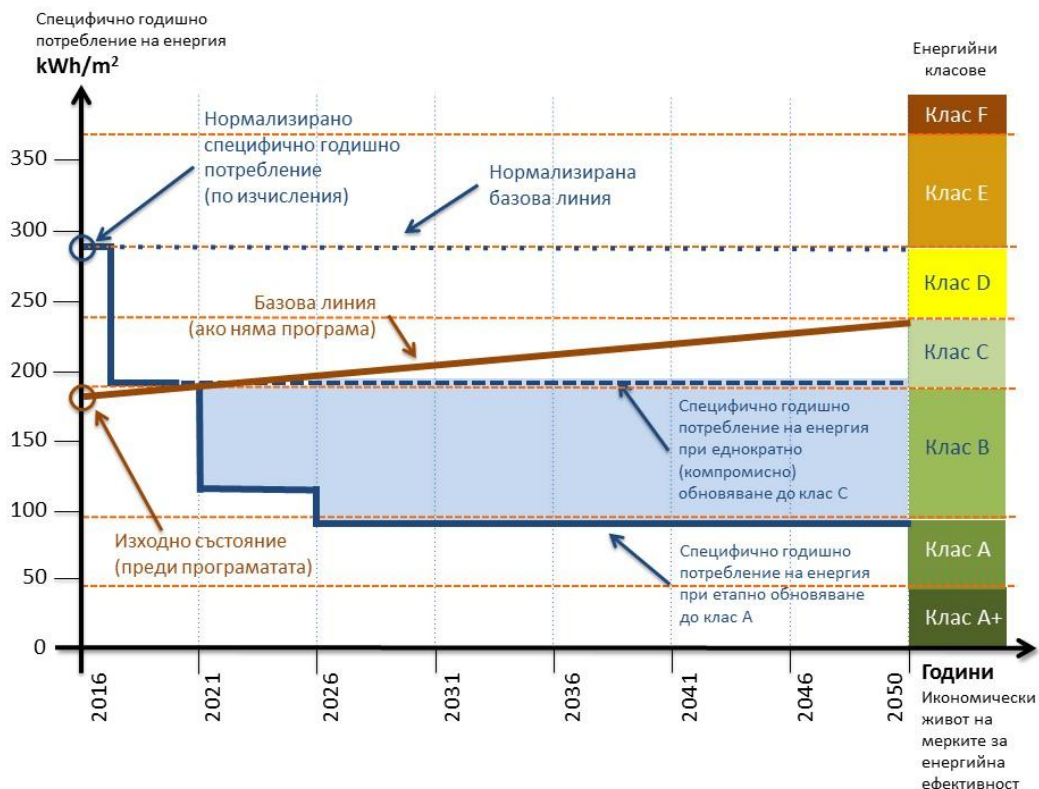 Специфично годишно
потребление на енергия
kWh/m²
Енергийни
класове
Нормализирано
специфично годишно
потребление
(по изчисления)
Нормализирана
базова линия
Базова линия
(ако няма програма)
Специфично годишно
потребление на енергия
при еднократно
(компромисно)
обновяване до клас С
Изходно състояние
(преди програматата)
Специфично годишно
потребление на енергия
при етапно обновяване
до клас А
350
300
250
200
150
100
50
0
Клас F
Клас E
Клас D
Клас C
Клас B
Клас A
Клас A+
2016
2021
2026
2031
2036
2041
2046
2050
Години
Икономически
живот на
мерките за
енергийна
ефективност